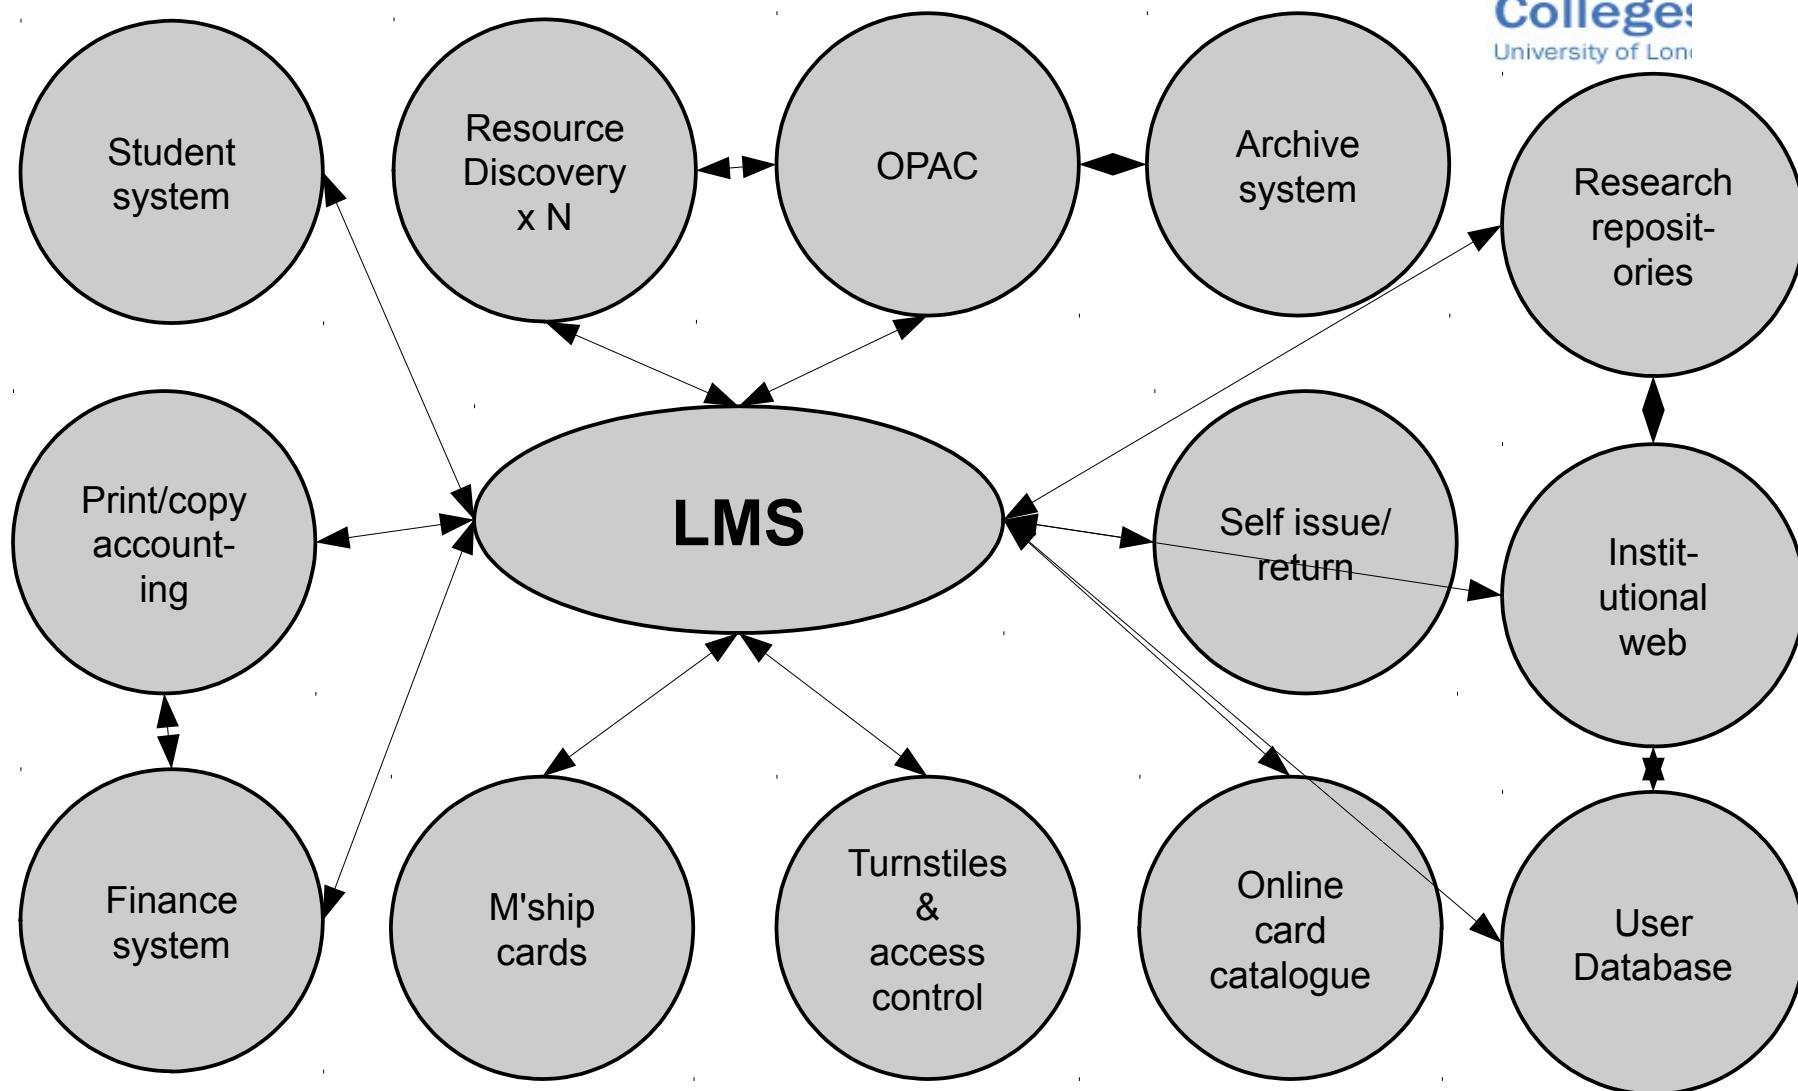 Colleges
University of Lon
Student
system
Resource
Discovery
x N
OPAC
Archive
system
Research
reposit-
ories
Print/copy
account-
ing
LMS
Self issue/
return
Instit-
utional
web
Finance
system
M'ship
cards
Turnstiles
&
access
control
Online
card
catalogue
User
Database